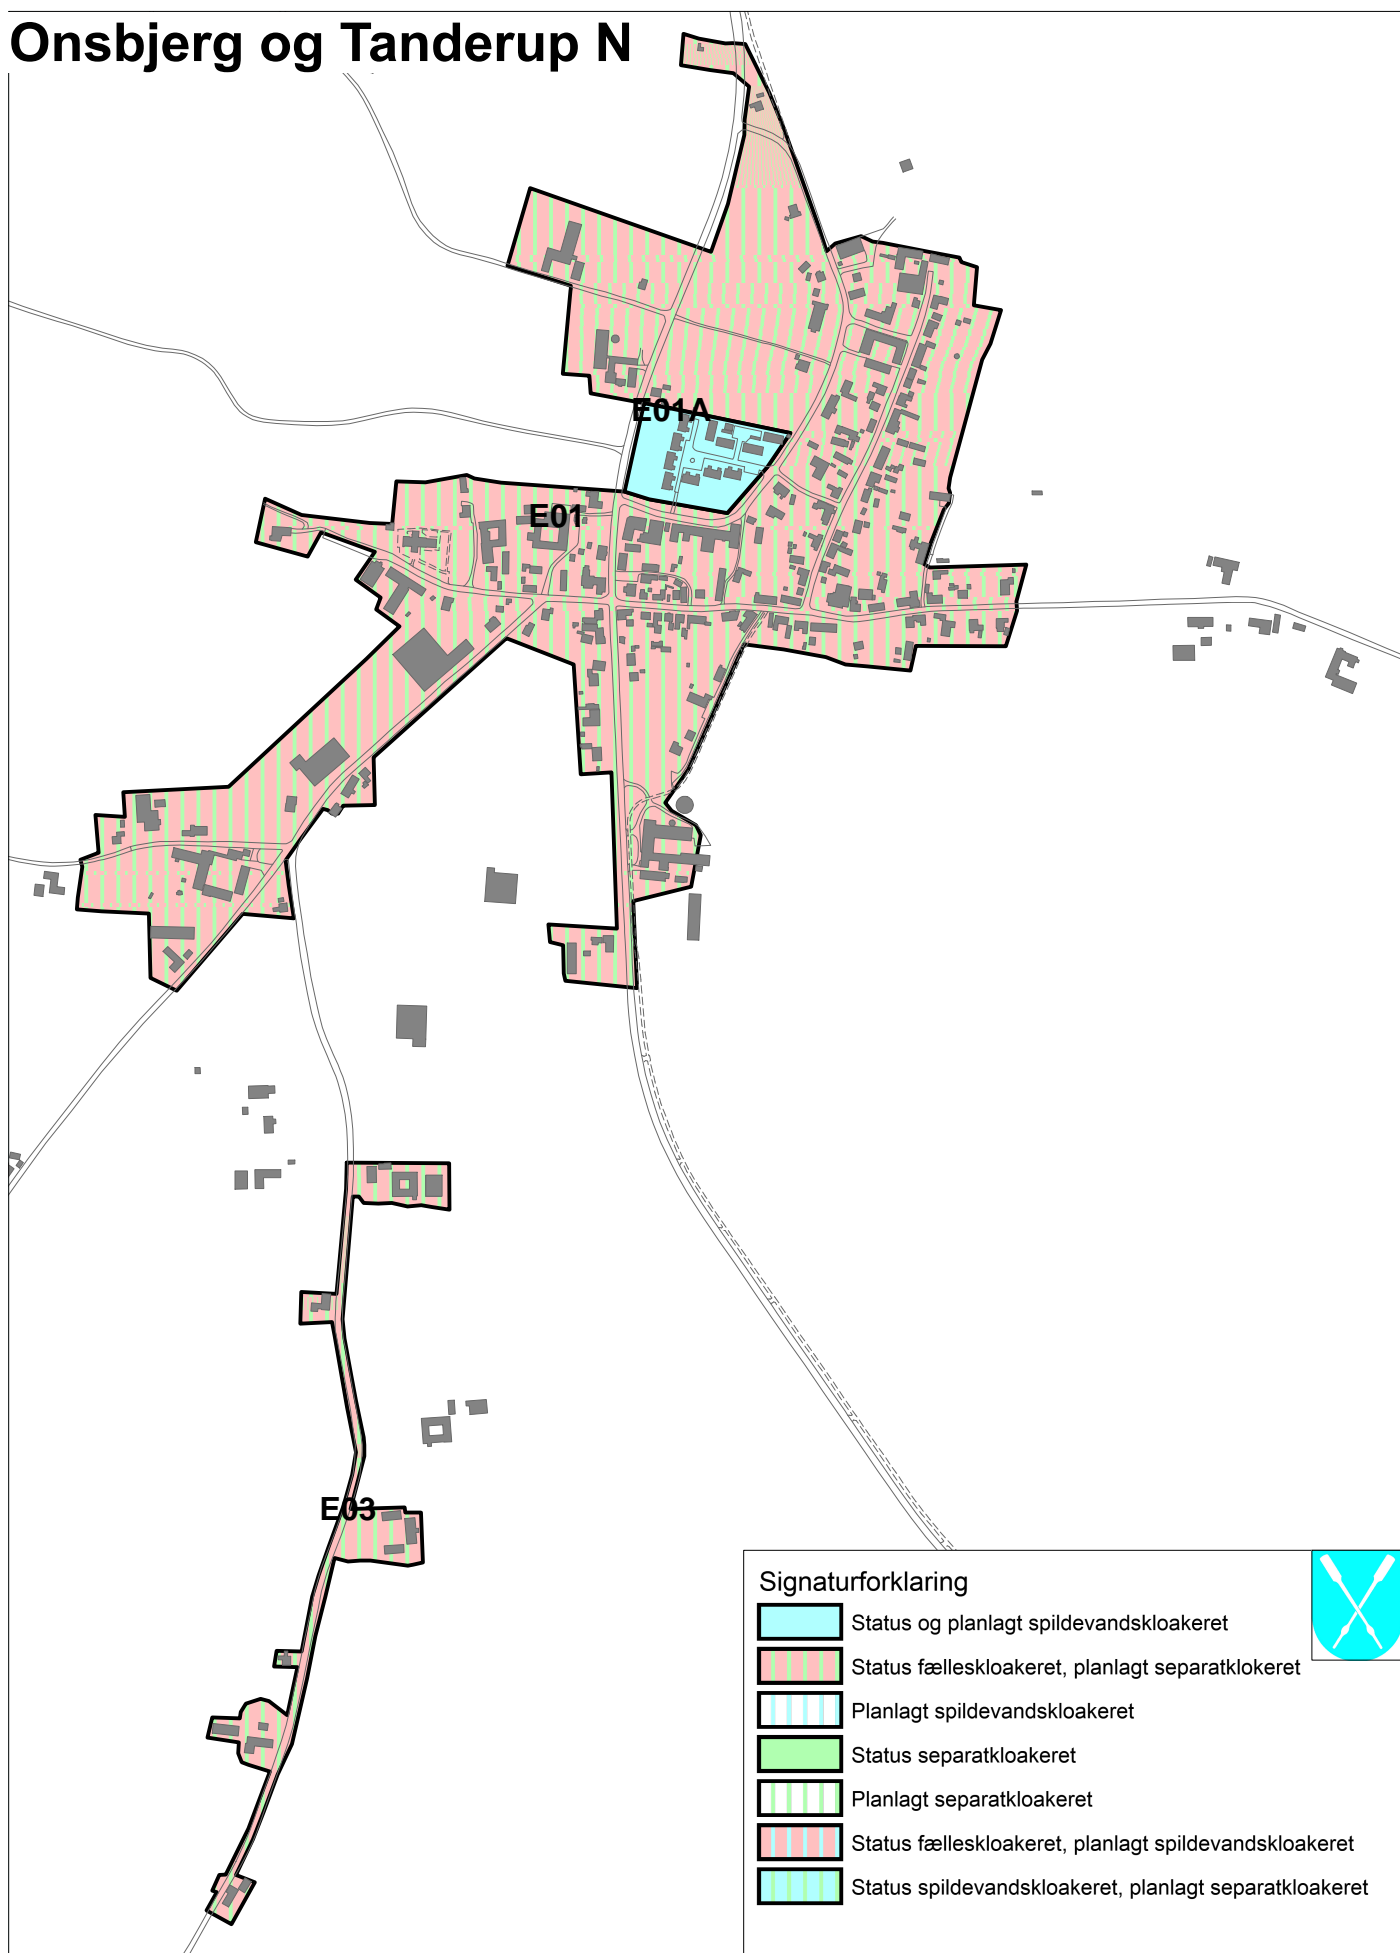 Onsbjerg og Tanderup N
E01A
E01
E03
Signaturforklaring
Status og planlagt spildevandskloakeret
Status fælleskloakeret, planlagt separatklokeret
Planlagt spildevandskloakeret
Status separatkloakeret
Planlagt separatkloakeret
Status fælleskloakeret, planlagt spildevandskloakeret
Status spildevandskloakeret, planlagt separatkloakeret